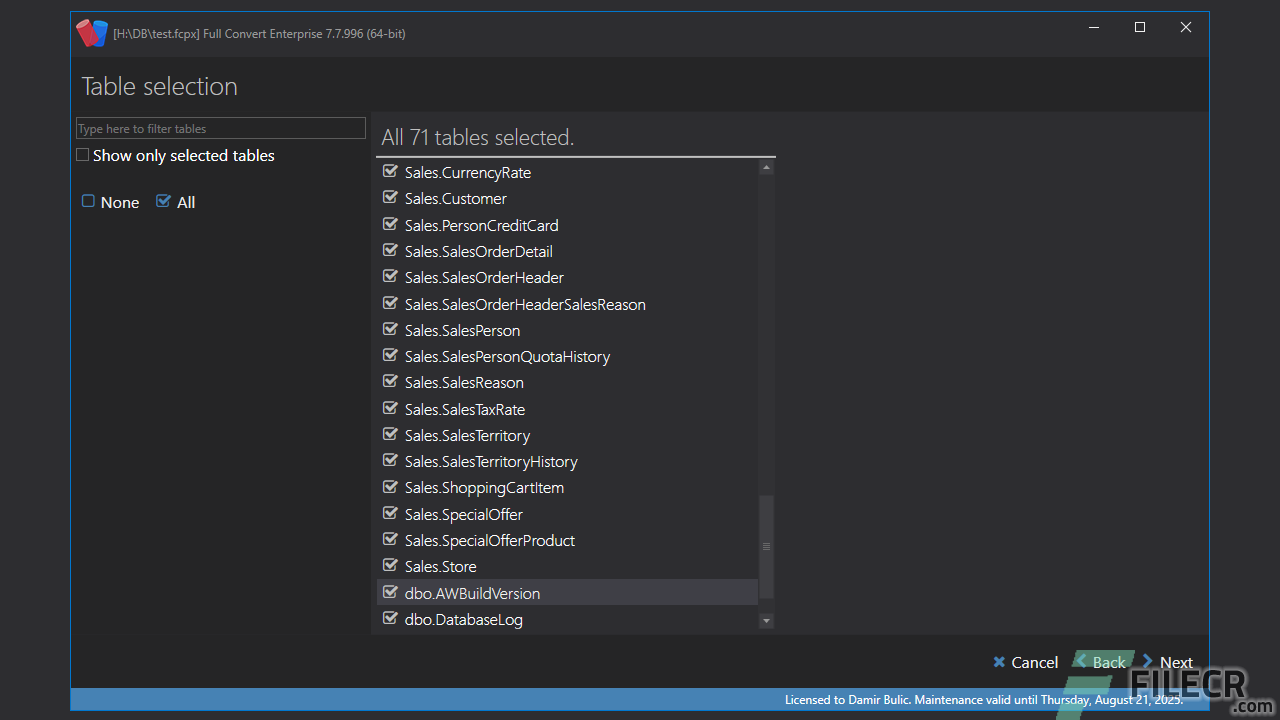 [H:\DB\test.fcpx] Full Convert Enterprise 7.7.996 (64-bit)
Table selection
Type here to filter tables
Show only selected tables
None All
All 71 tables selected.
Sales.CurrencyRate
Sales.Customer
Sales.PersonCreditCard
Sales.SalesOrderDetail
Sales.SalesOrderHeader
Sales.SalesOrderHeaderSalesReason
Sales.SalesPerson
Sales.SalesPersonQuotaHistory
Sales.SalesReason
Sales.SalesTaxRate
Sales.SalesTerritory
Sales.SalesTerritoryHistory
Sales.ShoppingCartItem
Sales.SpecialOffer
Sales.SpecialOfferProduct
Sales.Store
dbo.AWBuildVersion
dbo.DatabaseLog
Cancel Back Next
Licensed to Damir Bulic. Maintenance valid until Thursday, August 21, 2025.
FILECR
.com